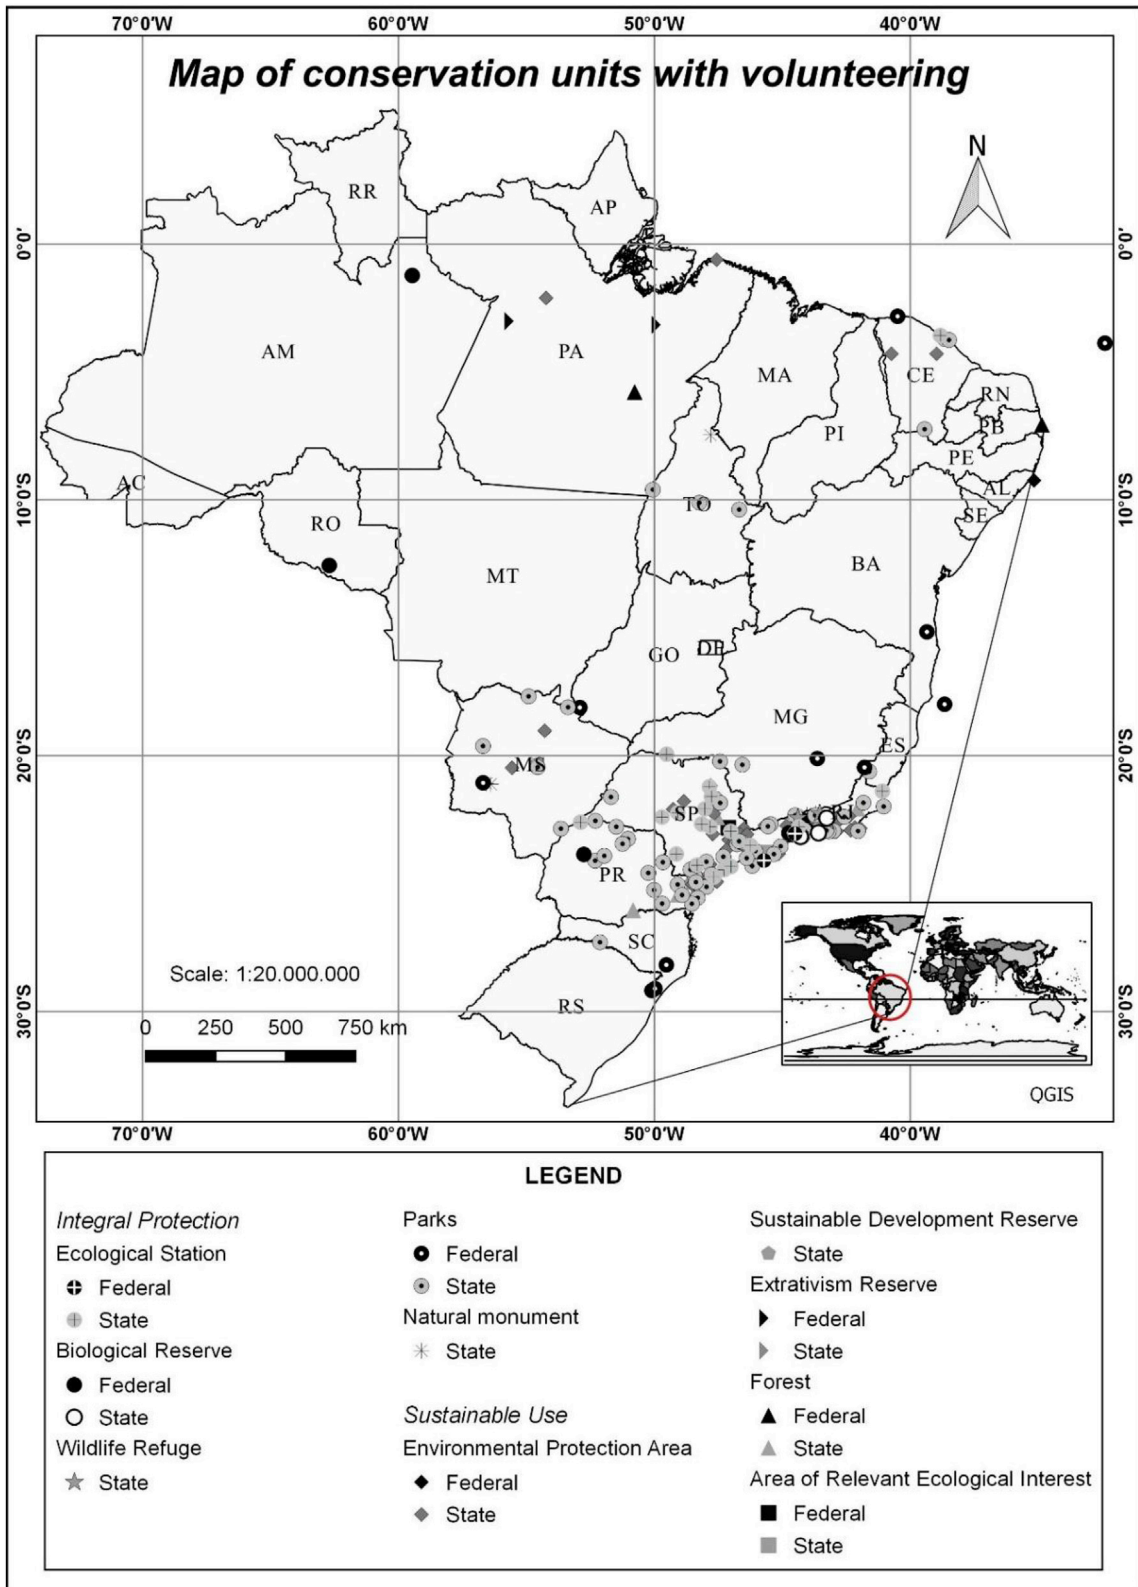 70°0'W 60°0'W 50°0'W 40°0'W
Map of conservation units with volunteering
N
RR
AP
0°0' 0°0'
AM
PA
MA
CE
RN
PB
PI
PE
AC
AL
10°0'S 10°0'S
TO
SE
RO
BA
MT
GO
DF
MG
ES
20°0'S 20°0'S
MS
SP
RJ
PR
SC
Scale: 1:20.000.000
RS
30°0'S 30°0'S
0 250 500 750 km
QGIS
70°0'W 60°0'W 50°0'W 40°0'W
LEGEND
Integral Protection
Ecological Station
Federal
State
Biological Reserve
Federal
State
Wildlife Refuge
State
Parks
Federal
State
Natural monument
State
Sustainable Use
Environmental Protection Area
Federal
State
Sustainable Development Reserve
State
Extrativism Reserve
Federal
State
Forest
Federal
State
Area of Relevant Ecological Interest
Federal
State